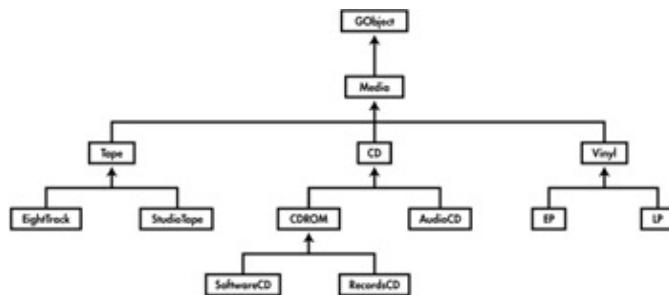 GObject
Media
Tape CD Vinyl
EightTrack StudioTape CDROM AudioCD EP LP
SoftwareCD RecordsCD